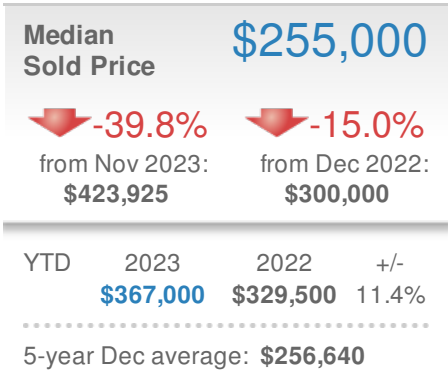 Median $255,000
Sold Price
-39.8% -15.0%
from Nov 2023: from Dec 2022:
$423,925 $300,000
YTD 2023 2022 +/-
$367,000 $329,500 11.4%
5-year Dec average: $256,640